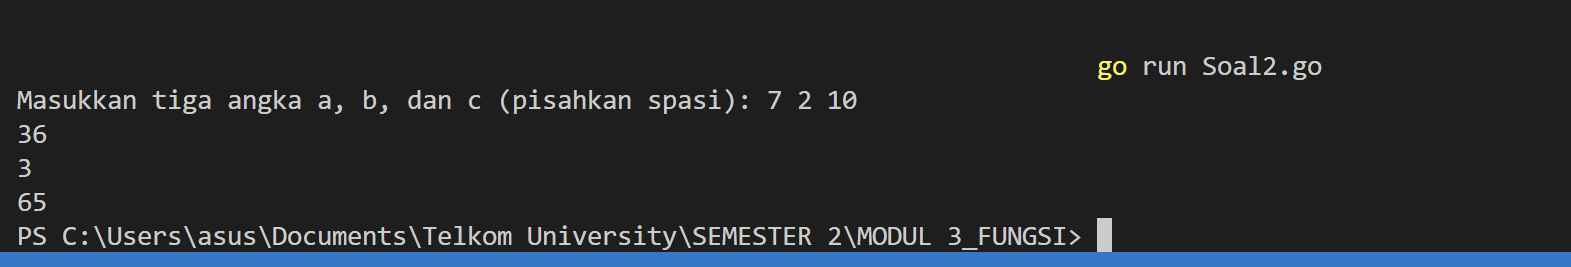 go run Soal2.go
Masukkan tiga angka a, b, dan c (pisahkan spasi): 7 2 10
36
3
65
PS C:\Users\asus\Documents\Telkom University\SEMESTER 2\MODUL 3_FUNGSI>